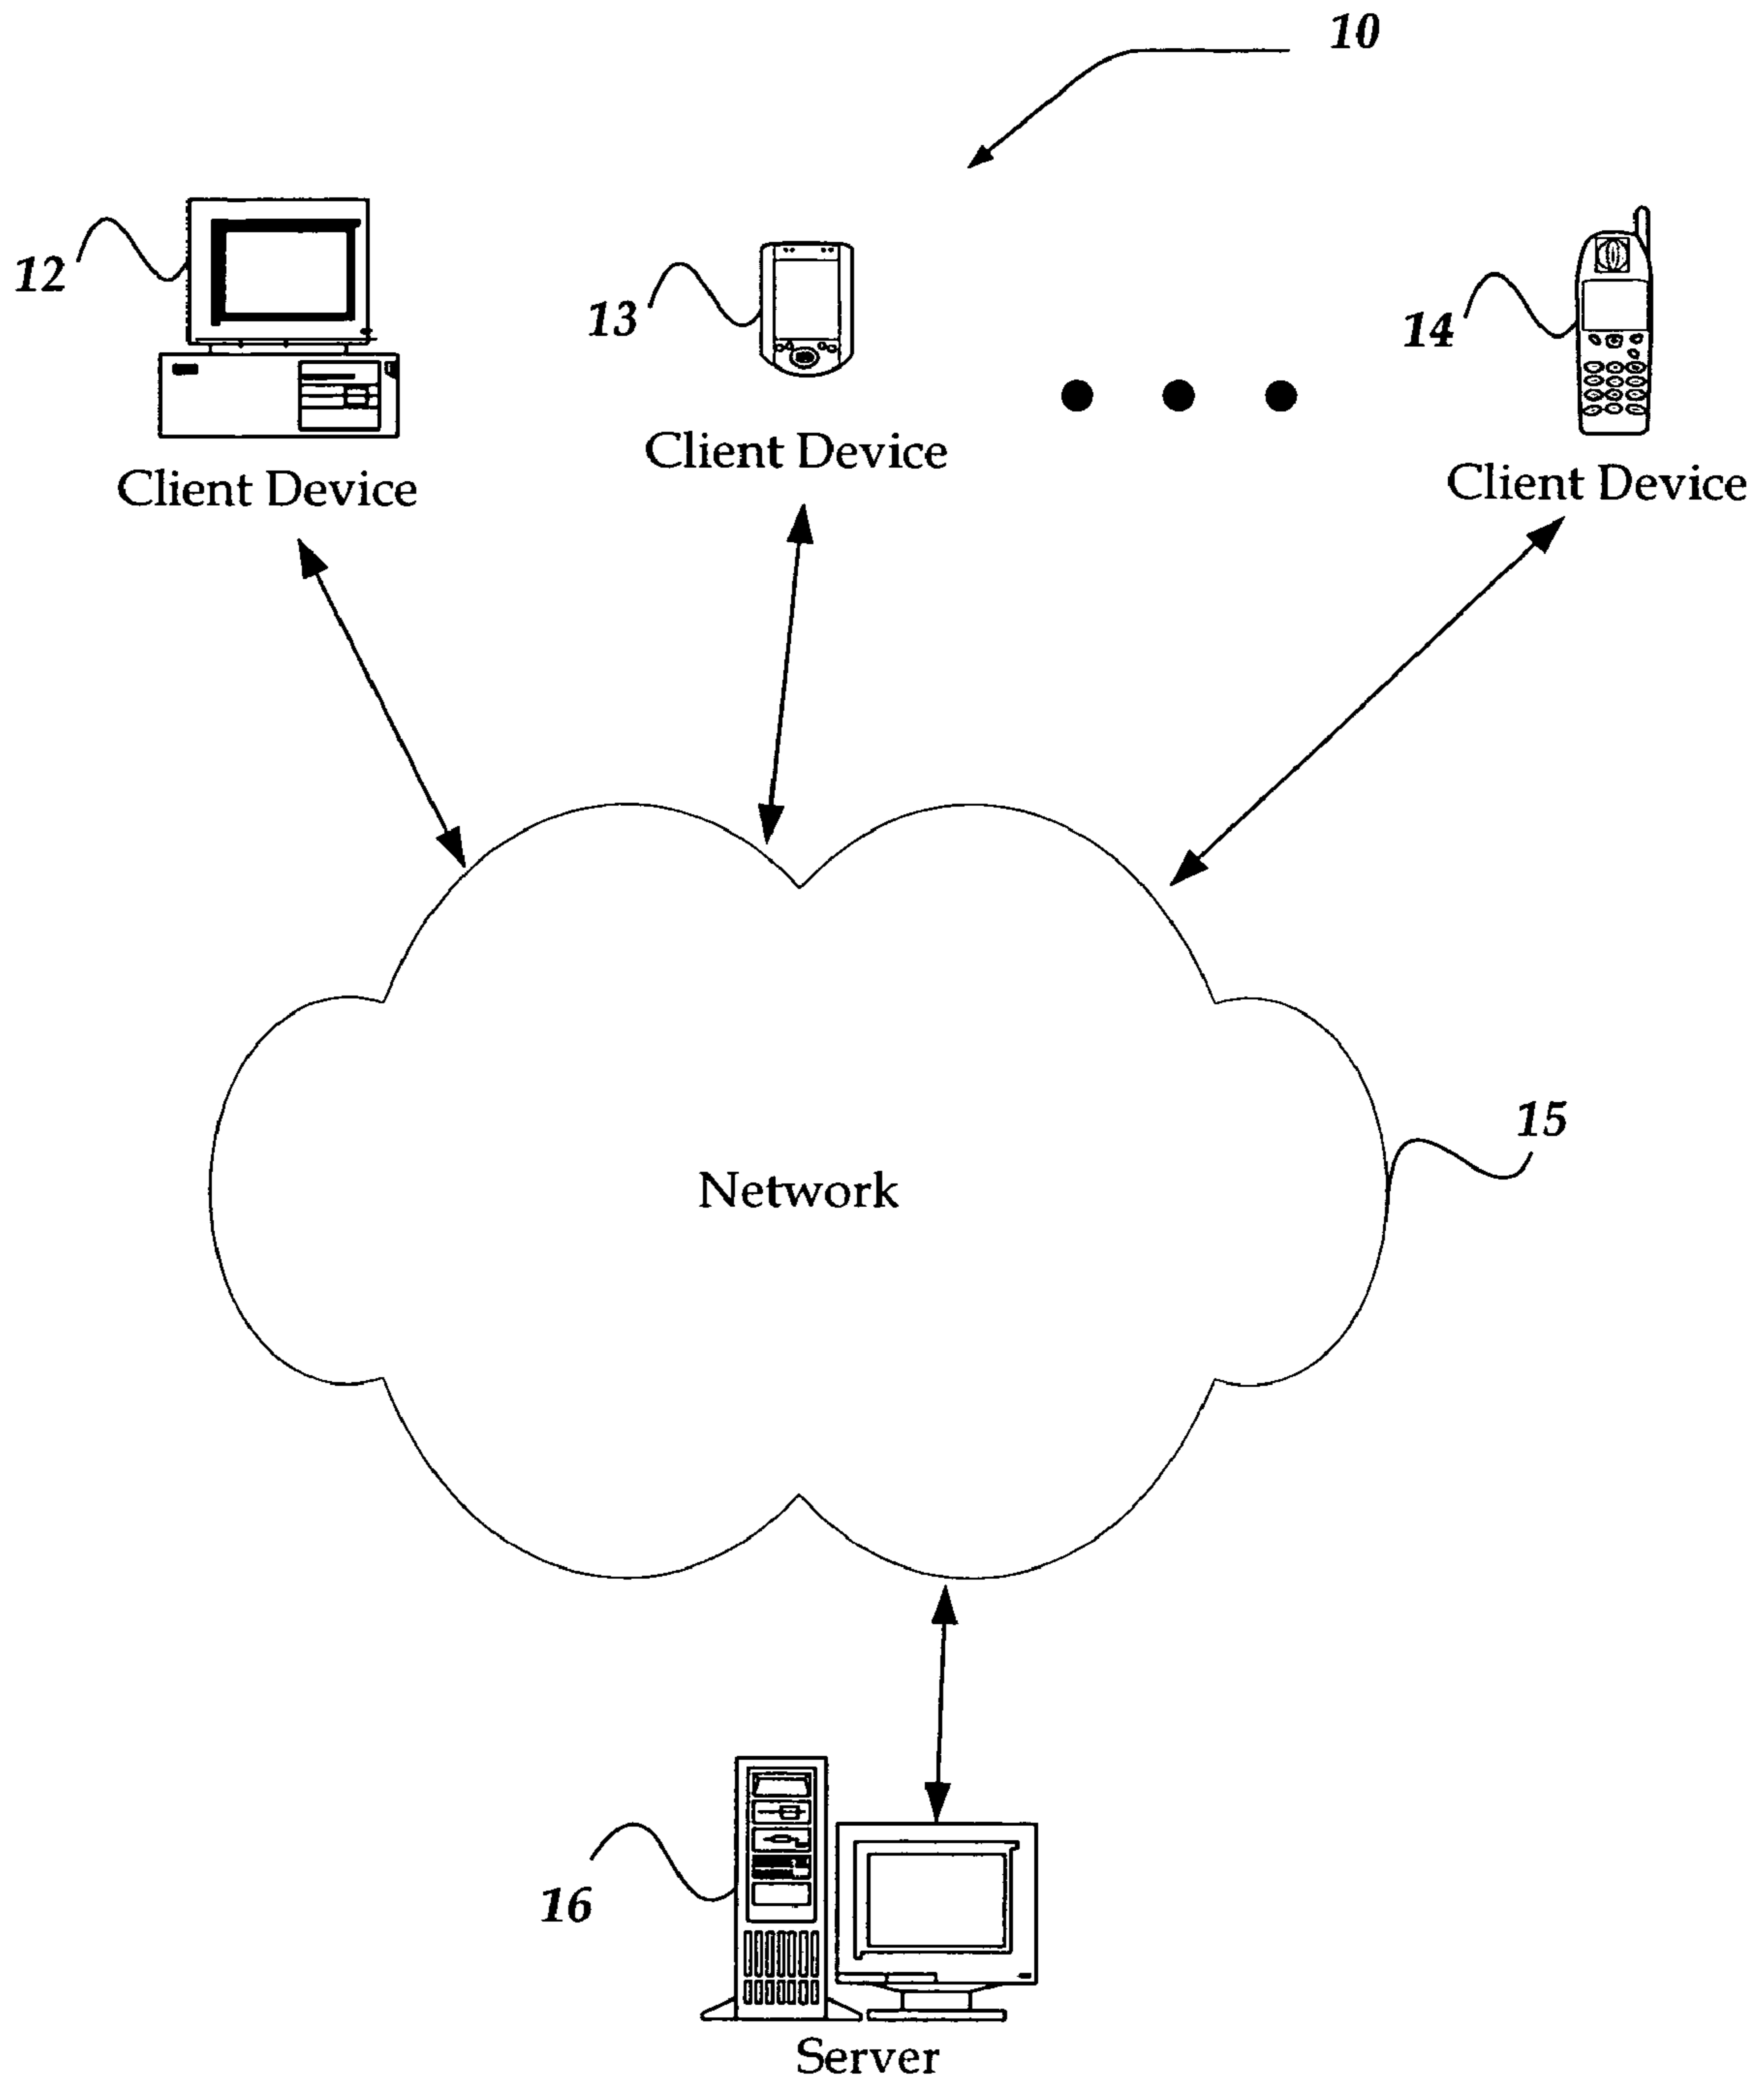 10
12
13
14
Client Device
Client Device
Client Device
15
Network
16
Server